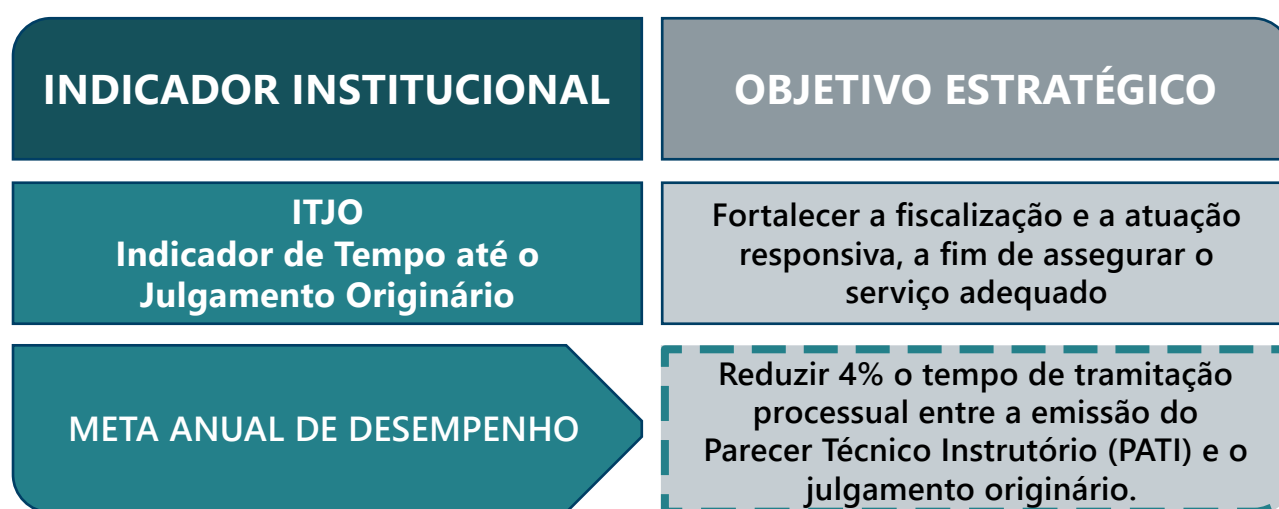 INDICADOR INSTITUCIONAL
OBJETIVO ESTRATÉGICO
ITJO
Indicador de Tempo até o
Julgamento Originário
Fortalecer a fiscalização e a atuação
responsiva, a fim de assegurar o
serviço adequado
META ANUAL DE DESEMPENHO
Reduzir 4% o tempo de tramitação
processual entre a emissão do
Parecer Técnico Instrutório (PATI) e o
julgamento originário.